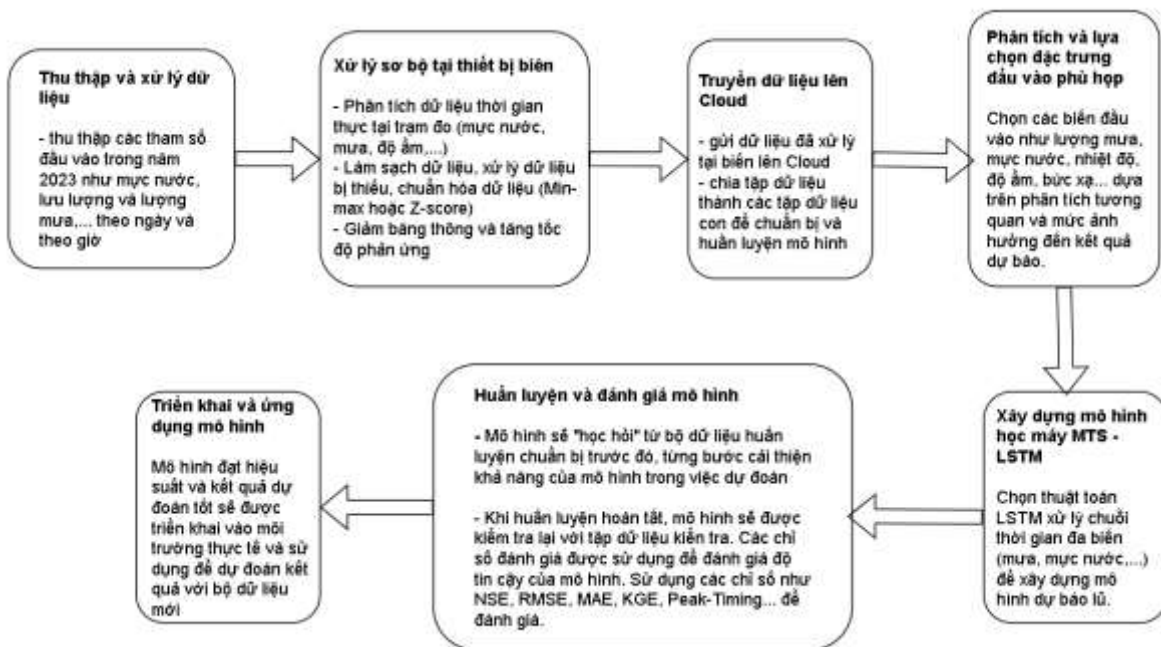 Thu thập và xử lý dữ
liệu
- thu thập các tham số
đầu vào trong năm
2023 như mực nước,
lưu lượng và lượng
mưa,... theo ngày và
theo giờ
Xử lý sơ bộ tại thiết bị biên
- Phân tích dữ liệu thời gian
thực tại trạm đo (mực nước,
mưa, độ ẩm,...)
- Làm sạch dữ liệu, xử lý dữ liệu
bị thiếu, chuẩn hóa dữ liệu (Min-
max hoặc Z-score)
- Giảm băng thông và tăng tốc
độ phản ứng
Truyền dữ liệu lên
Cloud
- gửi dữ liệu đã xử lý
tại biên lên Cloud
- chia tập dữ liệu
thành các tập dữ liệu
con để chuẩn bị và
huấn luyện mô hình
Phân tích và lựa
chọn đặc trưng
đầu vào phù hợp
Chọn các biến đầu
vào như lượng mưa,
mực nước, nhiệt độ,
độ ẩm, bức xạ... dựa
trên phân tích tương
quan và mức ảnh
hưởng đến kết quả
dự báo.
Xây dựng mô hình
học máy MTS -
LSTM
Chọn thuật toán
LSTM xử lý chuỗi
thời gian đa biến
(mưa, mực nước,...)
để xây dựng mô
hình dự báo lũ.
Huấn luyện và đánh giá mô hình
- Mô hình sẽ "học hỏi" từ bộ dữ liệu huấn
luyện chuẩn bị trước đó, từng bước cải thiện
khả năng của mô hình trong việc dự đoán
- Khi huấn luyện hoàn tất, mô hình sẽ được
kiểm tra lại với tập dữ liệu kiển tra. Các chỉ
số đánh giá được sử dụng để đánh giá độ
tin cậy của mô hình. Sử dụng các chỉ số như
NSE, RMSE, MAE, KGE, Peak-Timing... để
đánh giá.
Triển khai và ứng
dụng mô hình
Mô hình đạt hiệu
suất và kết quả dự
đoán tốt sẽ được
triển khai vào môi
trường thực tế và sử
dụng để dự đoán kết
quả với bộ dữ liệu
mới